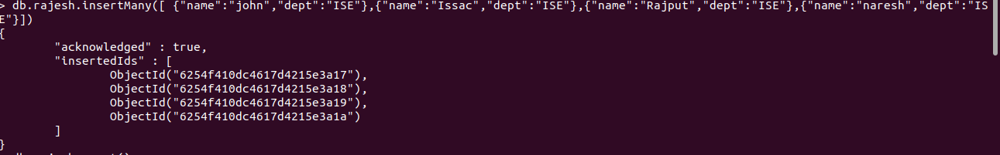 > db.rajesh.insertMany([ {"name":"john","dept":"ISE"},{"name":"Issac","dept":"ISE"},{"name":"Rajput","dept":"ISE"},{"name":"naresh","dept":"IS
E"}])
{
        "acknowledged" : true,
        "insertedIds" : [
                ObjectId("6254f410dc4617d4215e3a17"),
                ObjectId("6254f410dc4617d4215e3a18"),
                ObjectId("6254f410dc4617d4215e3a19"),
                ObjectId("6254f410dc4617d4215e3a1a")
        ]
}